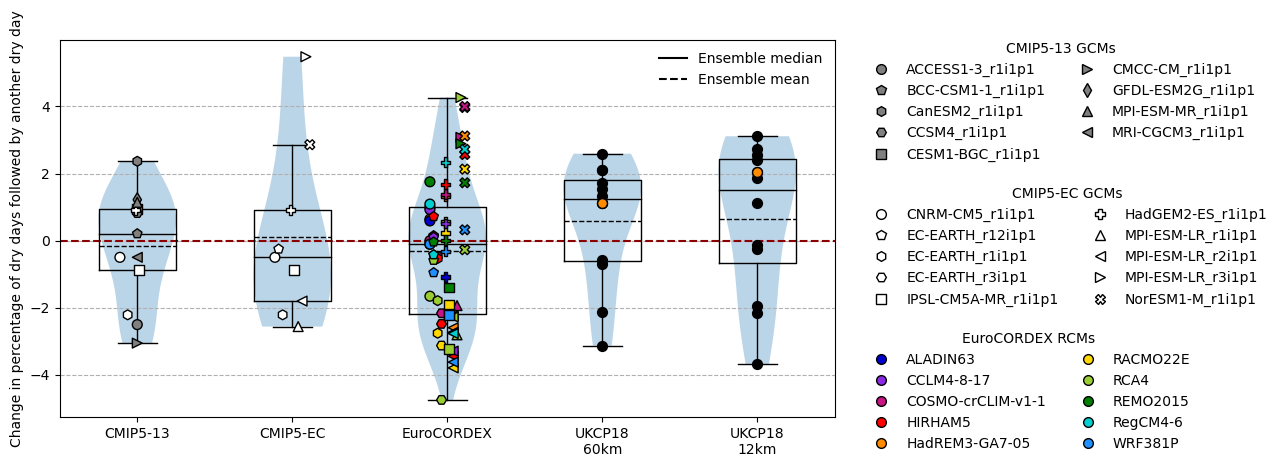 Change in percentage of dry days followed by another dry day
4
2
0
−2
−4
Ensemble median
Ensemble mean
CMIP5-13
CMIP5-EC
EuroCORDEX
UKCP18
60km
UKCP18
12km
CMIP5-13 GCMs
ACCESS1-3_r1i1p1
BCC-CSM1-1_r1i1p1
CanESM2_r1i1p1
CCSM4_r1i1p1
CESM1-BGC_r1i1p1
CMCC-CM_r1i1p1
GFDL-ESM2G_r1i1p1
MPI-ESM-MR_r1i1p1
MRI-CGCM3_r1i1p1
CMIP5-EC GCMs
CNRM-CM5_r1i1p1
EC-EARTH_r12i1p1
EC-EARTH_r1i1p1
EC-EARTH_r3i1p1
IPSL-CM5A-MR_r1i1p1
HadGEM2-ES_r1i1p1
MPI-ESM-LR_r1i1p1
MPI-ESM-LR_r2i1p1
MPI-ESM-LR_r3i1p1
NorESM1-M_r1i1p1
EuroCORDEX RCMs
ALADIN63
CCLM4-8-17
COSMO-crCLIM-v1-1
HIRHAM5
HadREM3-GA7-05
RACMO22E
RCA4
REMO2015
RegCM4-6
WRF381P